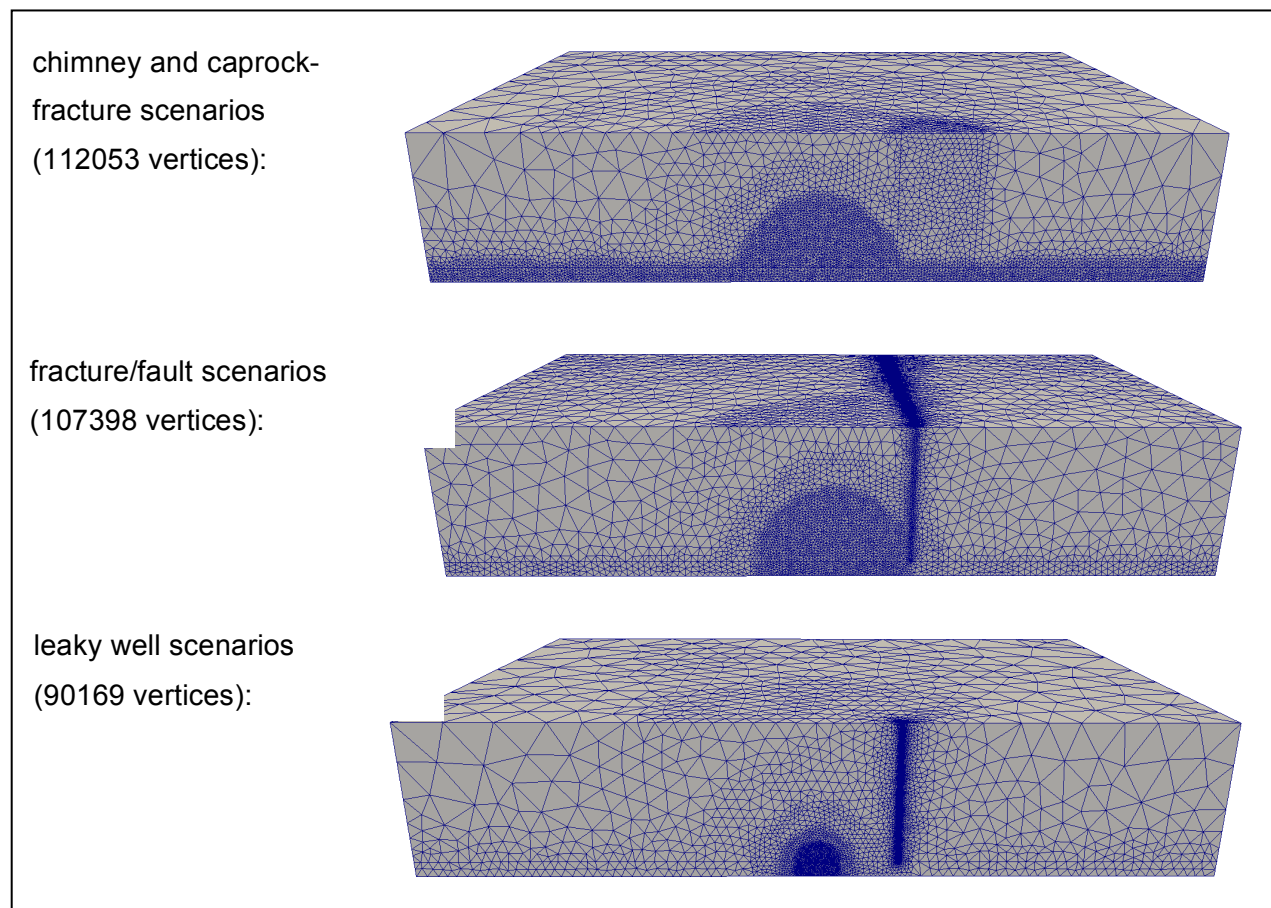 chimney and caprock-
fracture scenarios
(112053 vertices):
fracture/fault scenarios
(107398 vertices):
leaky well scenarios
(90169 vertices):